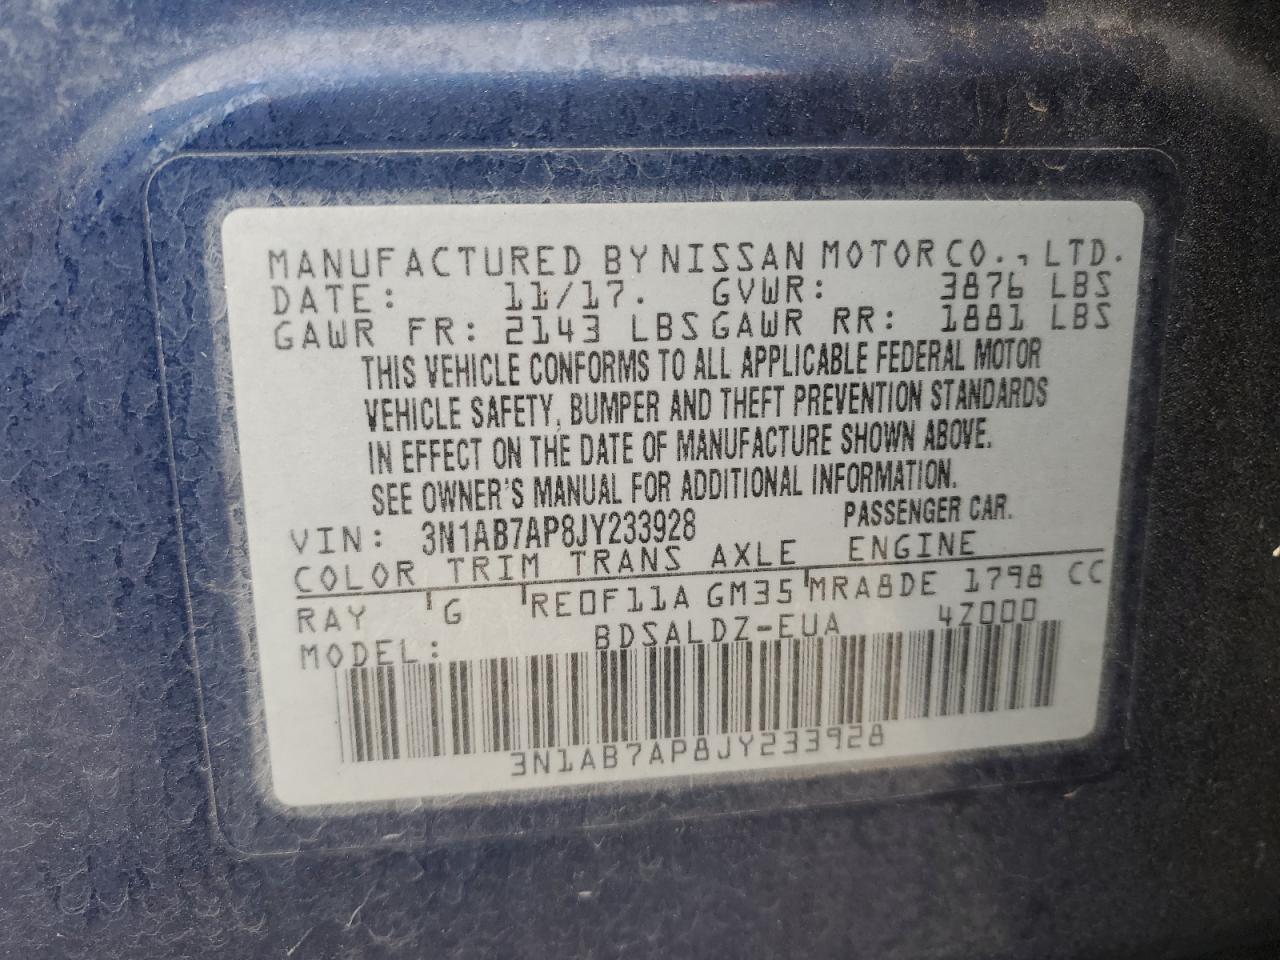 MANUFACTURED BY NISSAN MOTOR CO., LTD.
DATE: 11/17. GVWR: 3876 LBS
GAWR FR: 2143 LBS GAWR RR: 1881 LBS
THIS VEHICLE CONFORMS TO ALL APPLICABLE FEDERAL MOTOR
VEHICLE SAFETY, BUMPER AND THEFT PREVENTION STANDARDS
IN EFFECT ON THE DATE OF MANUFACTURE SHOWN ABOVE.
SEE OWNER'S MANUAL FOR ADDITIONAL INFORMATION.
VIN: 3N1AB7AP8JY233928 PASSENGER CAR.
COLOR TRIM TRANS AXLE ENGINE
RAY G RE0F11A GM35 MRA8DE 1798 CC
MODEL: BDSALDZ-EUA 4Z000
3N1AB7AP8JY233928